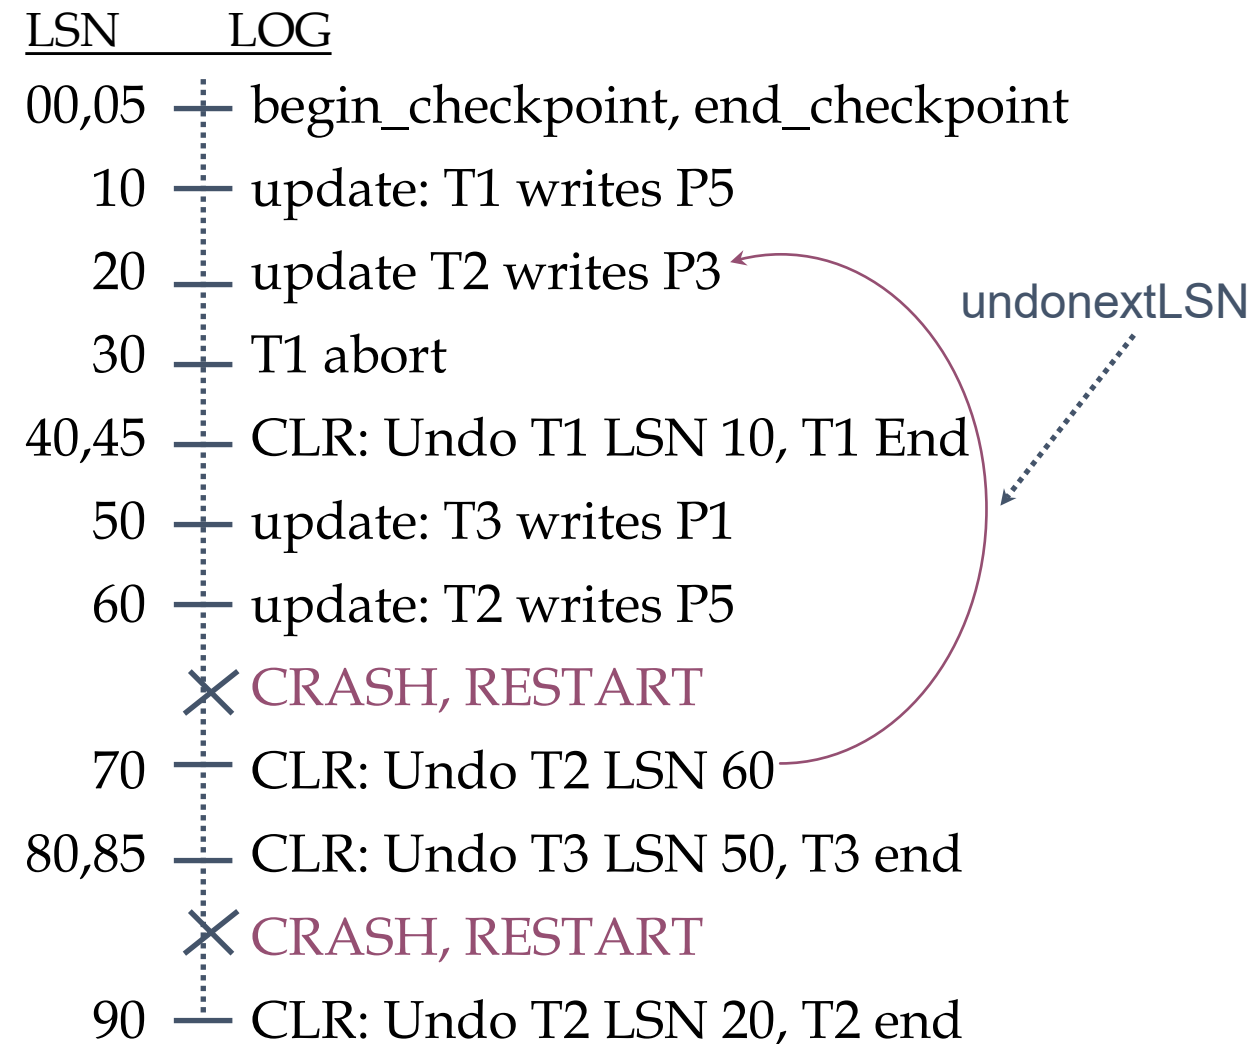 LSN LOG
00,05 begin_checkpoint, end_checkpoint
10 update: T1 writes P5
20 update T2 writes P3
undonextLSN
30 T1 abort
40,45 CLR: Undo T1 LSN 10, T1 End
50 update: T3 writes P1
60 update: T2 writes P5
CRASH, RESTART
70 CLR: Undo T2 LSN 60
80,85 CLR: Undo T3 LSN 50, T3 end
CRASH, RESTART
90 CLR: Undo T2 LSN 20, T2 end